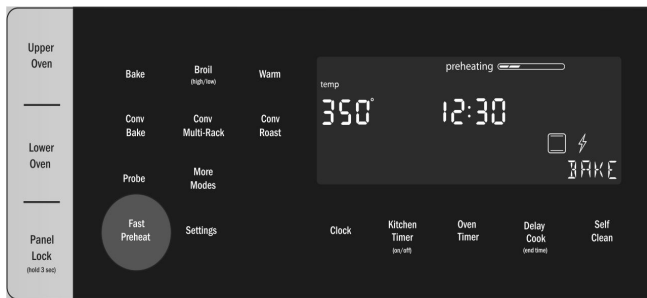 Upper
Oven
Lower
Oven
Panel
Lock
(hold 3 sec)
Bake
Broil
(high/low)
Warm
Conv
Bake
Conv
Multi-Rack
Conv
Roast
Probe
More
Modes
Fast
Preheat
Settings
preheating
temp
350°
12:30
BAKE
Clock
Kitchen
Timer
(on/off)
Oven
Timer
Delay
Cook
(end time)
Self
Clean